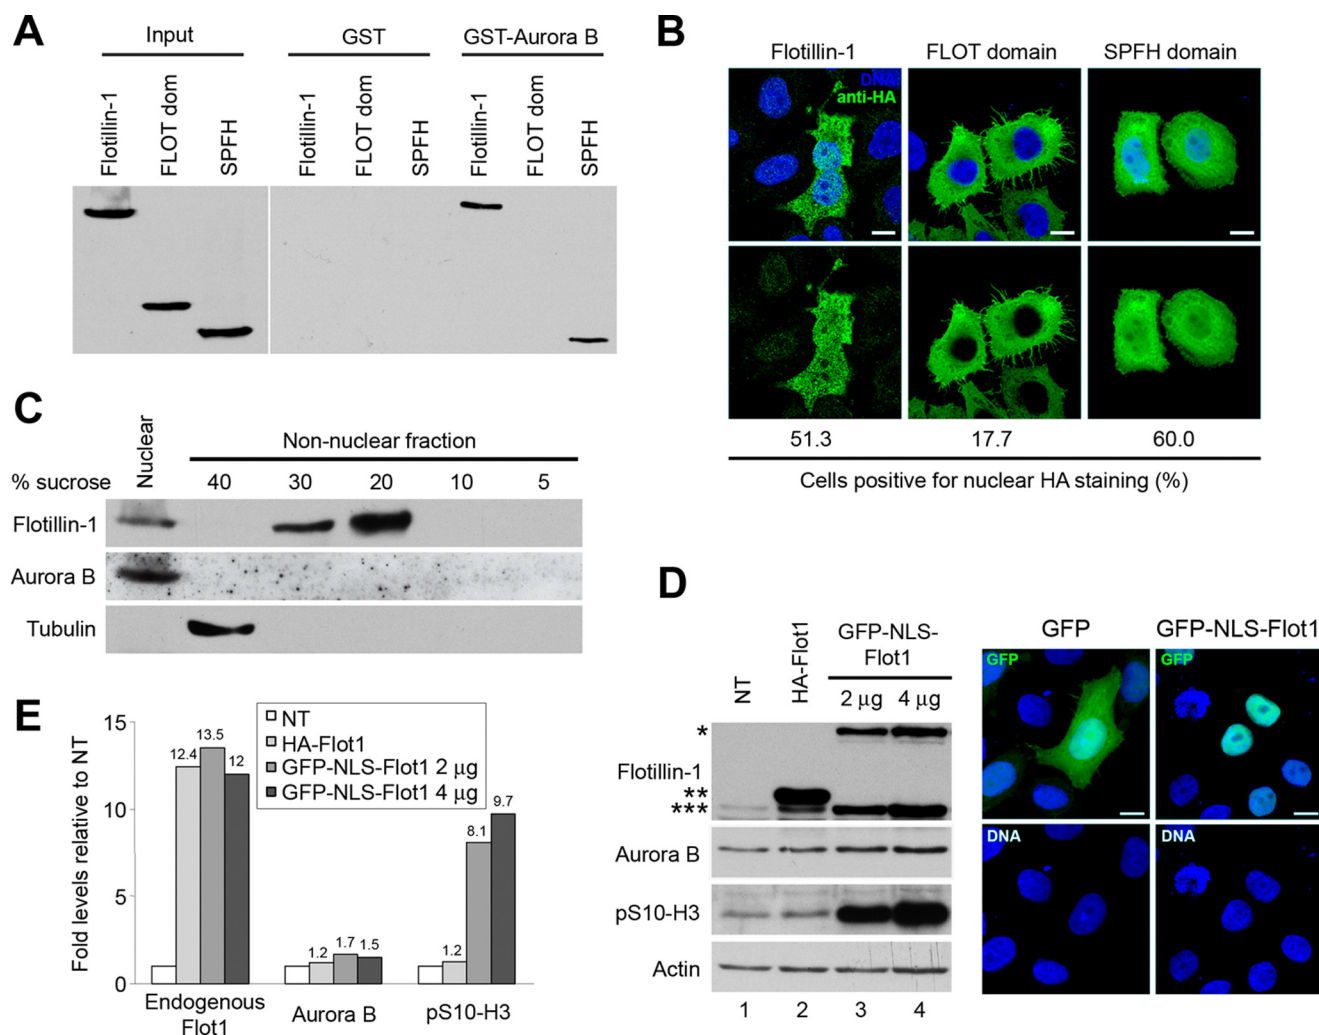 A
Input
GST
GST-Aurora B
Flotillin-1
FLOT dom
SPFH
Flotillin-1
FLOT dom
SPFH
Flotillin-1
FLOT dom
SPFH
B
Flotillin-1
FLOT domain
SPFH domain
DNA
anti-HA
51.3
17.7
60.0
Cells positive for nuclear HA staining (%)
C
Nuclear
Non-nuclear fraction
% sucrose
40
30
20
10
5
Flotillin-1
Aurora B
Tubulin
D
NT
HA-Flot1
GFP-NLS-
Flot1
2 µg
4 µg
*
Flotillin-1
**
***
Aurora B
pS10-H3
Actin
1
2
3
4
GFP
GFP-NLS-Flot1
GFP
GFP
DNA
DNA
E
Fold levels relative to NT
15
10
5
0
NT
HA-Flot1
GFP-NLS-Flot1 2 µg
GFP-NLS-Flot1 4 µg
12.4
13.5
12
1.2
1.7
1.5
1.2
8.1
9.7
Endogenous
Flot1
Aurora B
pS10-H3